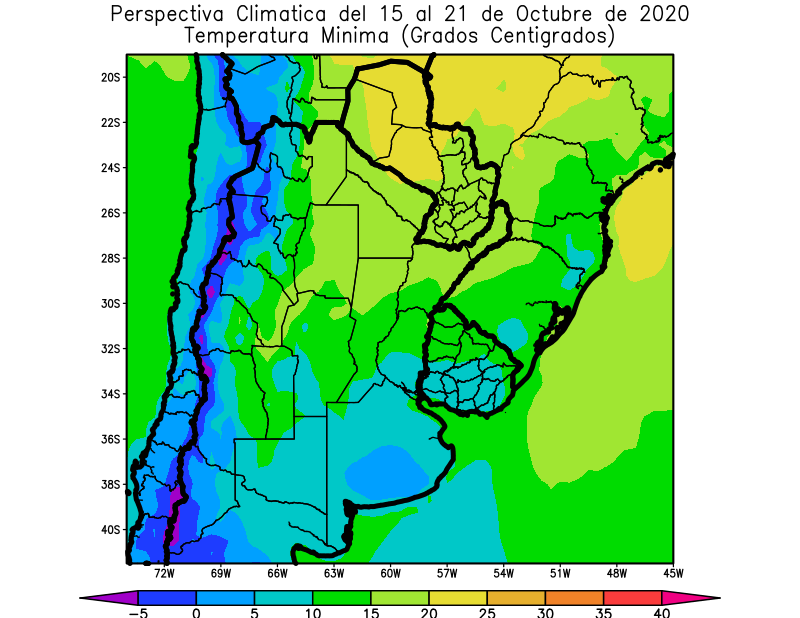 Perspectiva Climatica del 15 al 21 de Octubre de 2020
Temperatura Minima (Grados Centigrados)
20S
22S
24S
26S
28S
30S
32S
34S
36S
38S
40S
72W 69W 66W 63W 60W 57W 54W 51W 48W 45W
−5 0 5 10 15 20 25 30 35 40